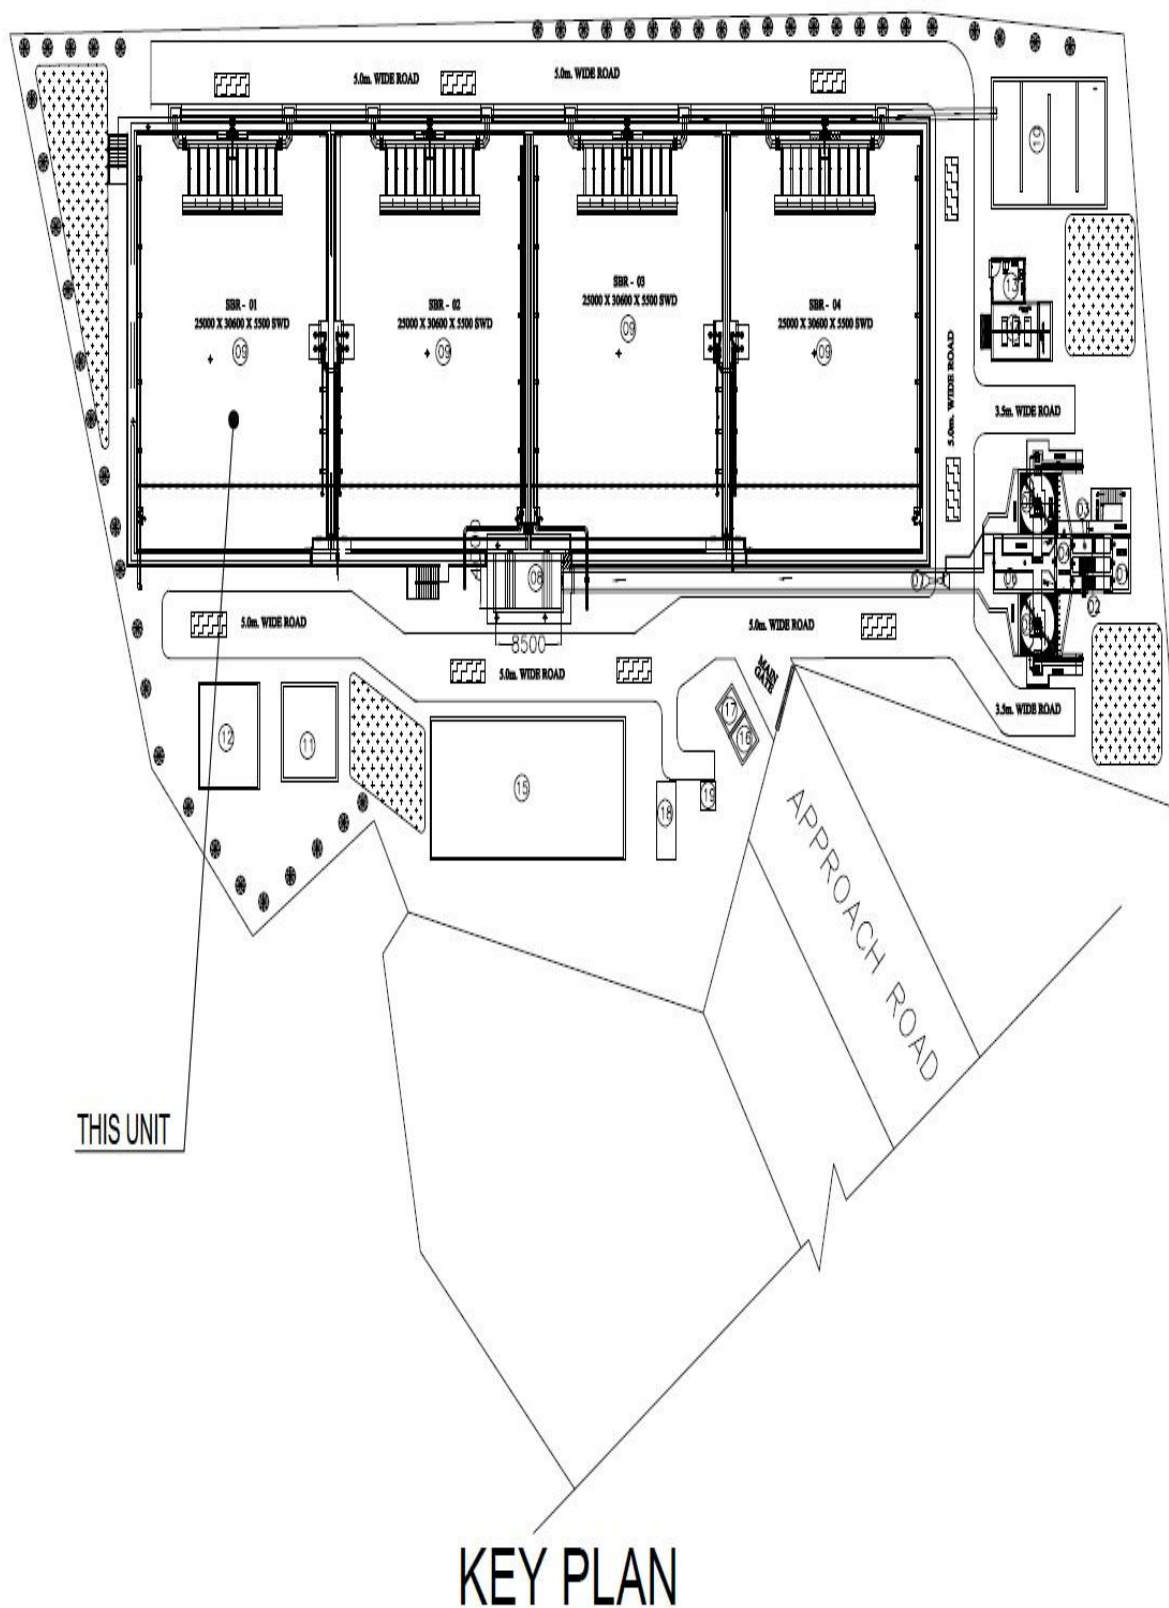 5.0m. WIDE ROAD
5.0m. WIDE ROAD
SBR - 01
25000 X 30600 X 5500 SWD
09
SBR - 02
25000 X 30600 X 5500 SWD
09
SBR - 03
25000 X 30600 X 5500 SWD
09
SBR - 04
25000 X 30600 X 5500 SWD
09
13
5.0m. WIDE ROAD
3.5m. WIDE ROAD
03
02
08
8500
5.0m. WIDE ROAD
5.0m. WIDE ROAD
5.0m. WIDE ROAD
MAIN
GATE
3.5m. WIDE ROAD
12
11
15
17
16
18
19
APPROACH ROAD
THIS UNIT
KEY PLAN